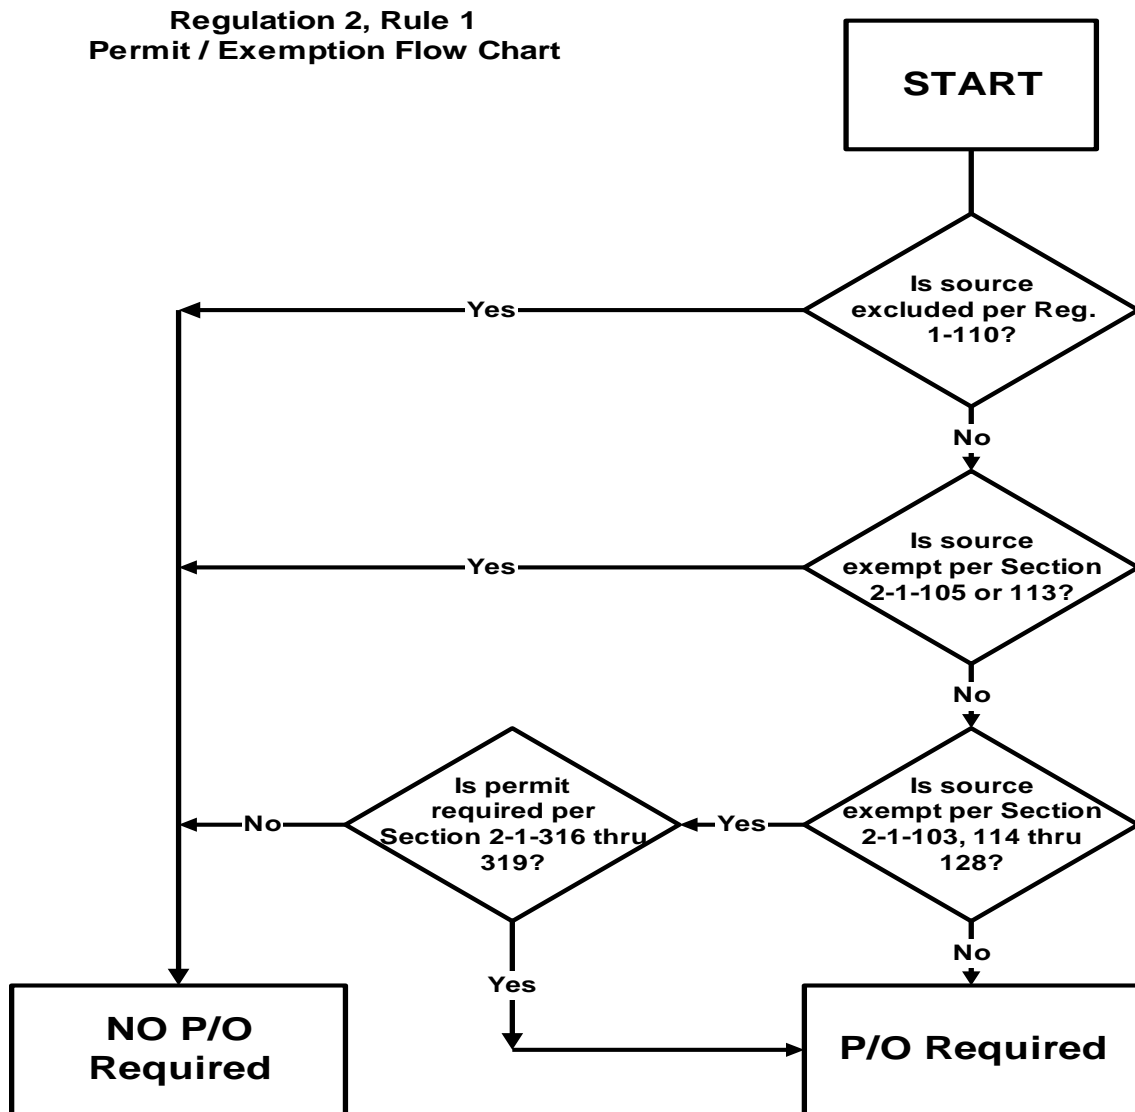 Regulation 2, Rule 1
Permit / Exemption Flow Chart
START
Is source
excluded per Reg.
1-110?
Yes
No
Is source
exempt per Section
2-1-105 or 113?
Yes
No
Is source
exempt per Section
2-1-103, 114 thru
128?
Yes
Is permit
required per
Section 2-1-316 thru
319?
No
Yes
No
NO P/O
Required
P/O Required